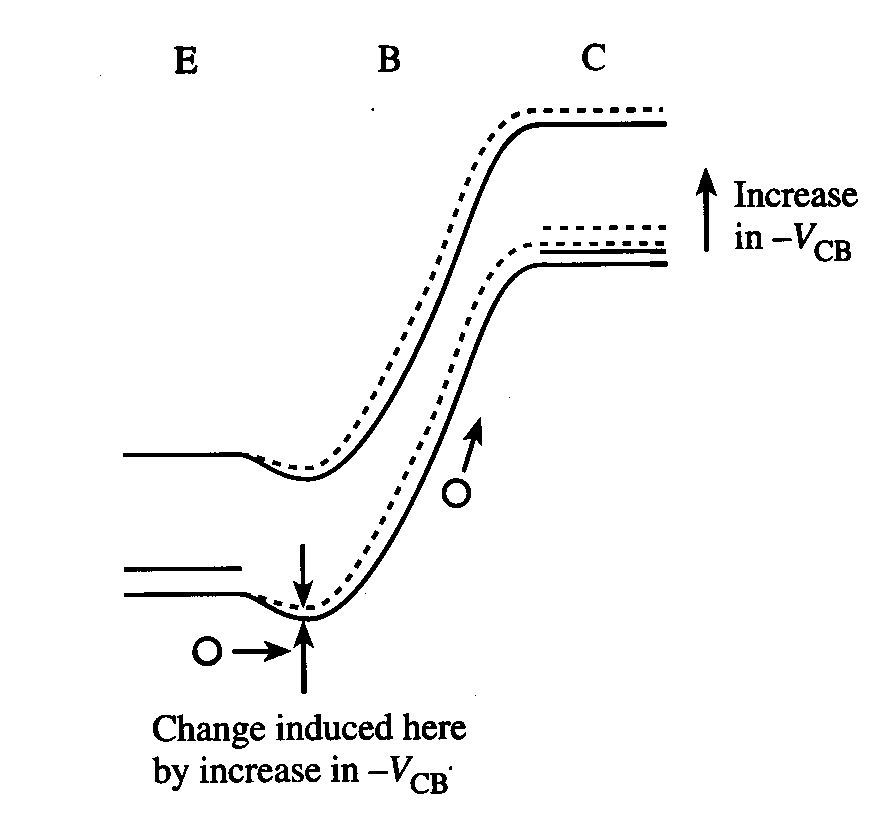 E B C
Increase
in –V_CB
Change induced here
by increase in –V_CB